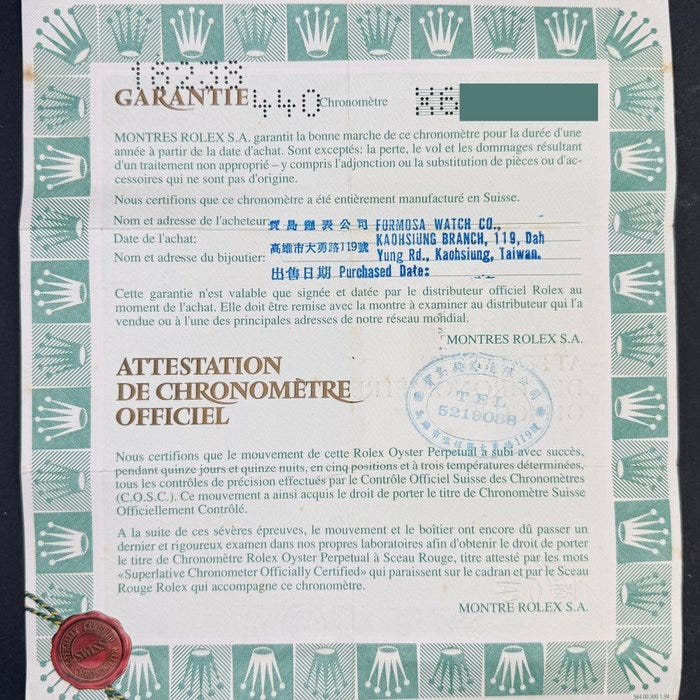 18238
GARANTIE 440 Chronomètre
MONTRES ROLEX S.A. garantit la bonne marche de ce chronomètre pour la durée d'une
année à partir de la date d'achat. Sont exceptés: la perte, le vol et les dommages résultant
d'un traitement non approprié – y compris l'adjonction ou la substitution de pièces ou d'ac-
cessoires qui ne sont pas d'origine.
Nous certifions que ce chronomètre a été entièrement manufacturé en Suisse.
Nom et adresse de l'acheteur: 寶島鐘錶公司 FORMOSA WATCH CO.,
Date de l'achat: KAOHSIUNG BRANCH, 119, Dah
Nom et adresse du bijoutier: 高雄市大勇路119號 Yung Rd., Kaohsiung, Taiwan.
出售日期 Purchased Date:
Cette garantie n'est valable que signée et datée par le distributeur officiel Rolex au
moment de l'achat. Elle doit être remise avec la montre à examiner au distributeur qui l'a
vendue ou à l'une des principales adresses de notre réseau mondial.
MONTRES ROLEX S.A.
ATTESTATION
DE CHRONOMÈTRE
OFFICIEL
TEL
5219088
Nous certifions que le mouvement de cette Rolex Oyster Perpetual a subi avec succès,
pendant quinze jours et quinze nuits, en cinq positions et à trois températures déterminées,
tous les contrôles de précision effectués par le Contrôle Officiel Suisse des Chronomètres
(C.O.S.C.). Ce mouvement a ainsi acquis le droit de porter le titre de Chronomètre Suisse
Officiellement Contrôlé.
A la suite de ces sévères épreuves, le mouvement et le boîtier ont encore dû passer un
dernier et rigoureux examen dans nos propres laboratoires afin d'obtenir le droit de porter
le titre de Chronomètre Rolex Oyster Perpetual à Sceau Rouge, titre attesté par les mots
«Superlative Chronometer Officially Certified» qui paraissent sur le cadran et par le Sceau
Rouge Rolex qui accompagne ce chronomètre.
MONTRE ROLEX S.A.
SWISS
564.00.300 1.94